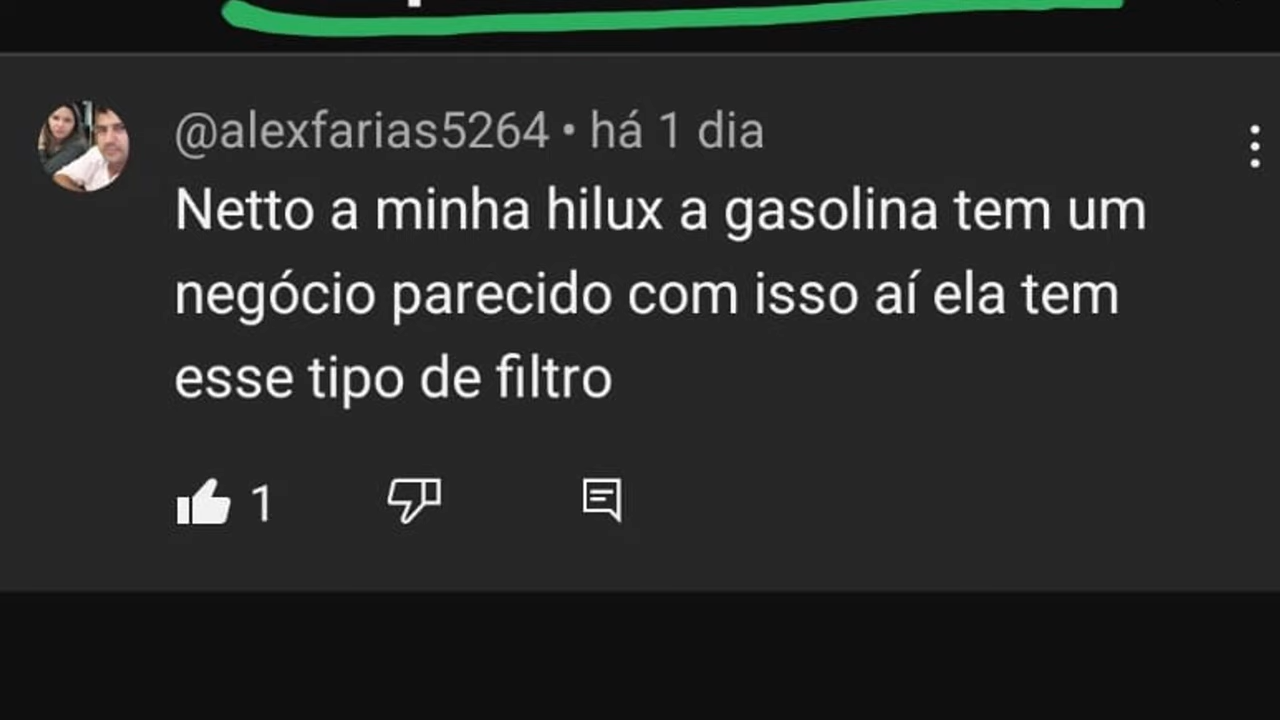 @alexfarias5264 • há 1 dia
Netto a minha hilux a gasolina tem um
negócio parecido com isso aí ela tem
esse tipo de filtro
1